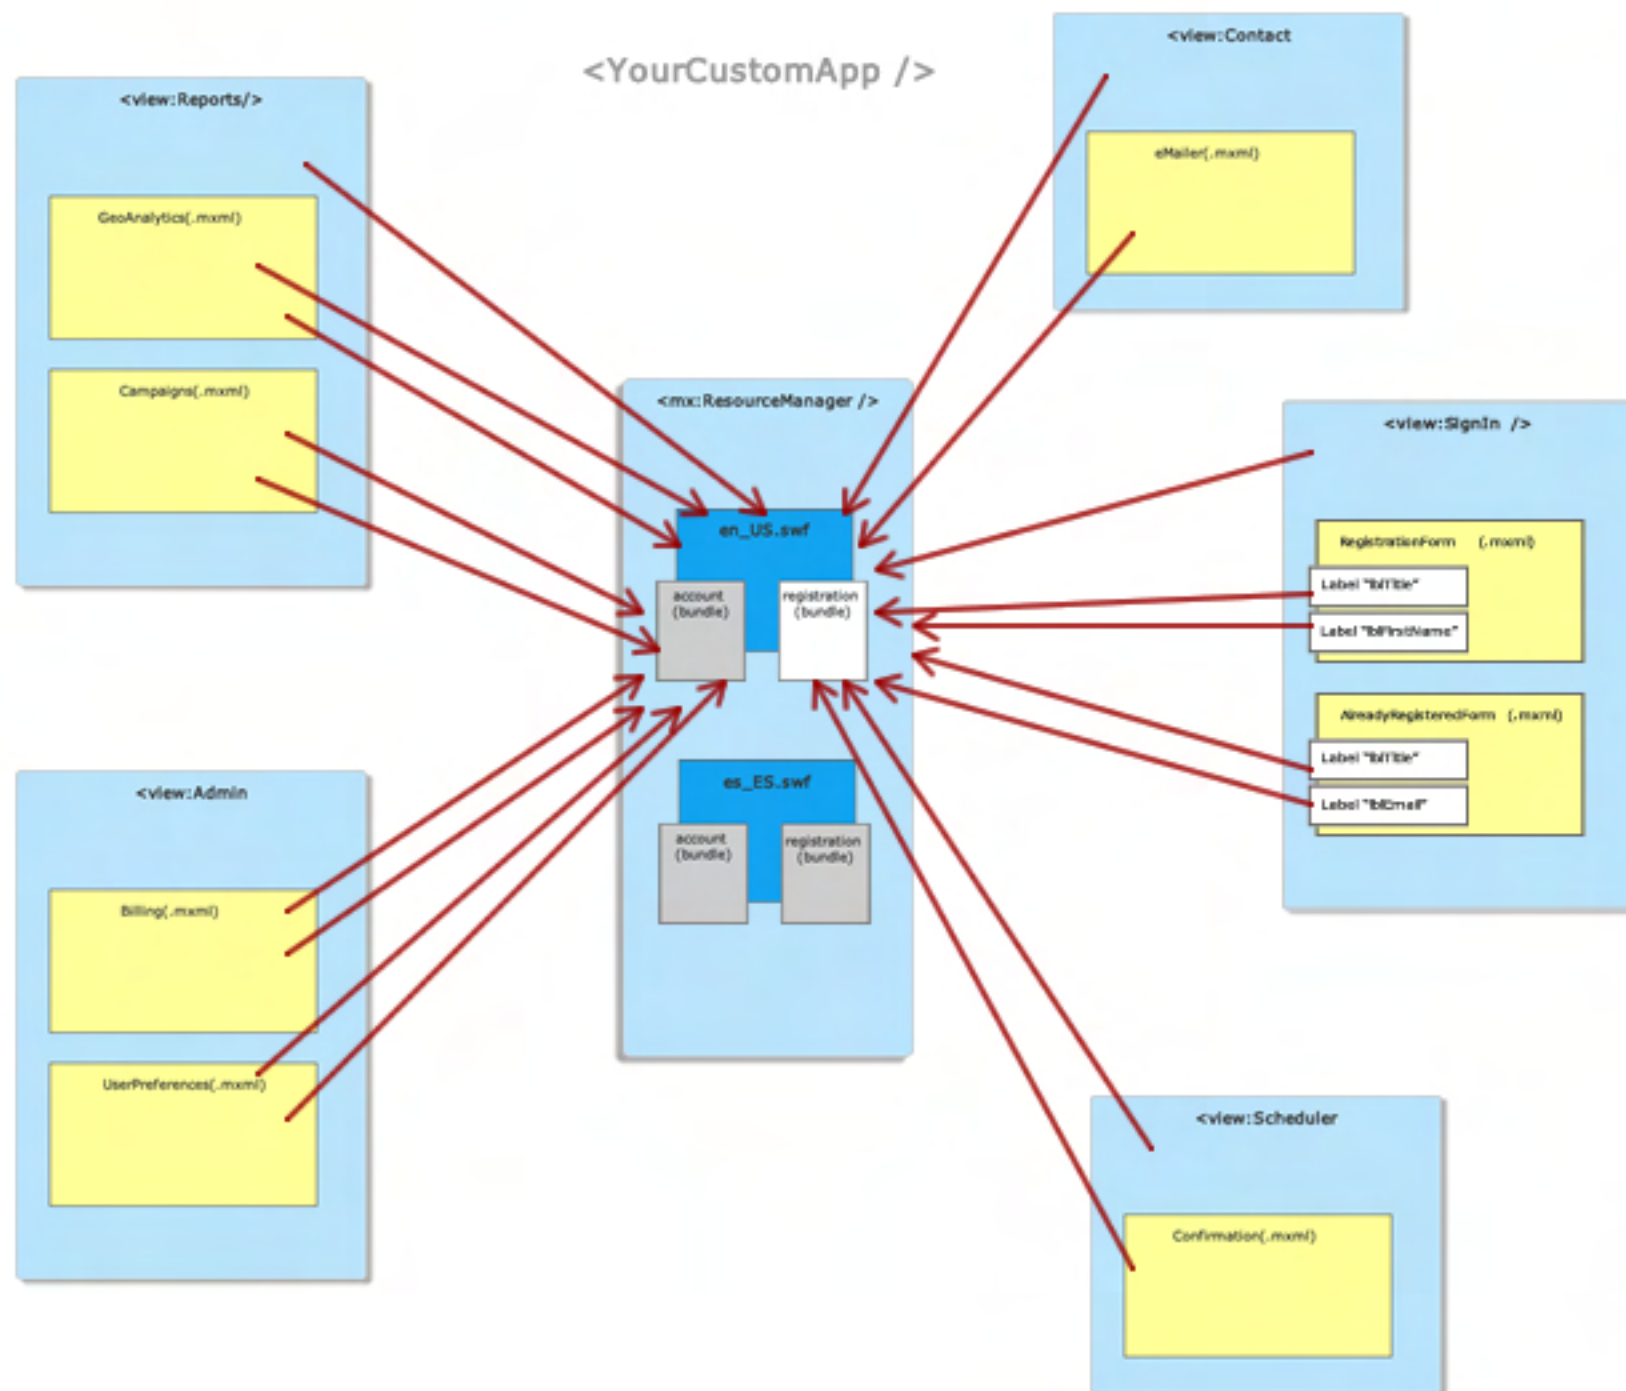 <YourCustomApp />
<view:Reports/>
GeoAnalytics(.mxml)
Campaigns(.mxml)
<view:Contact
eMailer(.mxml)
<mx:ResourceManager />
en_US.swf
account
(bundle)
registration
(bundle)
es_ES.swf
account
(bundle)
registration
(bundle)
<view:SignIn />
RegistrationForm (.mxml)
Label "lblTitle"
Label "lblFirstName"
AlreadyRegisteredForm (.mxml)
Label "lblTitle"
Label "lblEmail"
<view:Admin
Billing(.mxml)
UserPreferences(.mxml)
<view:Scheduler
Confirmation(.mxml)